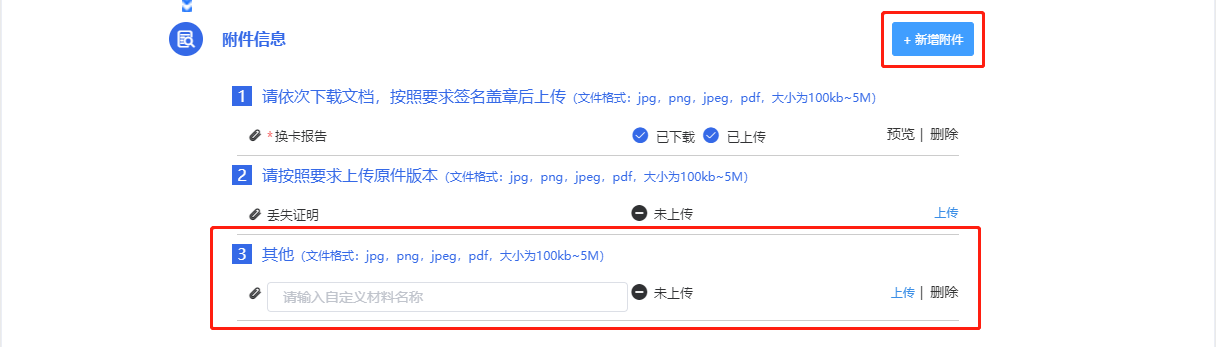 附件信息
+ 新增附件
1 请依次下载文档，按照要求签名盖章后上传（文件格式：jpg，png，jpeg，pdf，大小为100kb~5M）
*换卡报告 已下载 已上传 预览 | 删除
2 请按照要求上传原件版本（文件格式：jpg，png，jpeg，pdf，大小为100kb~5M）
丢失证明 未上传 上传
3 其他（文件格式：jpg，png，jpeg，pdf，大小为100kb~5M）
请输入自定义材料名称 未上传 上传 | 删除